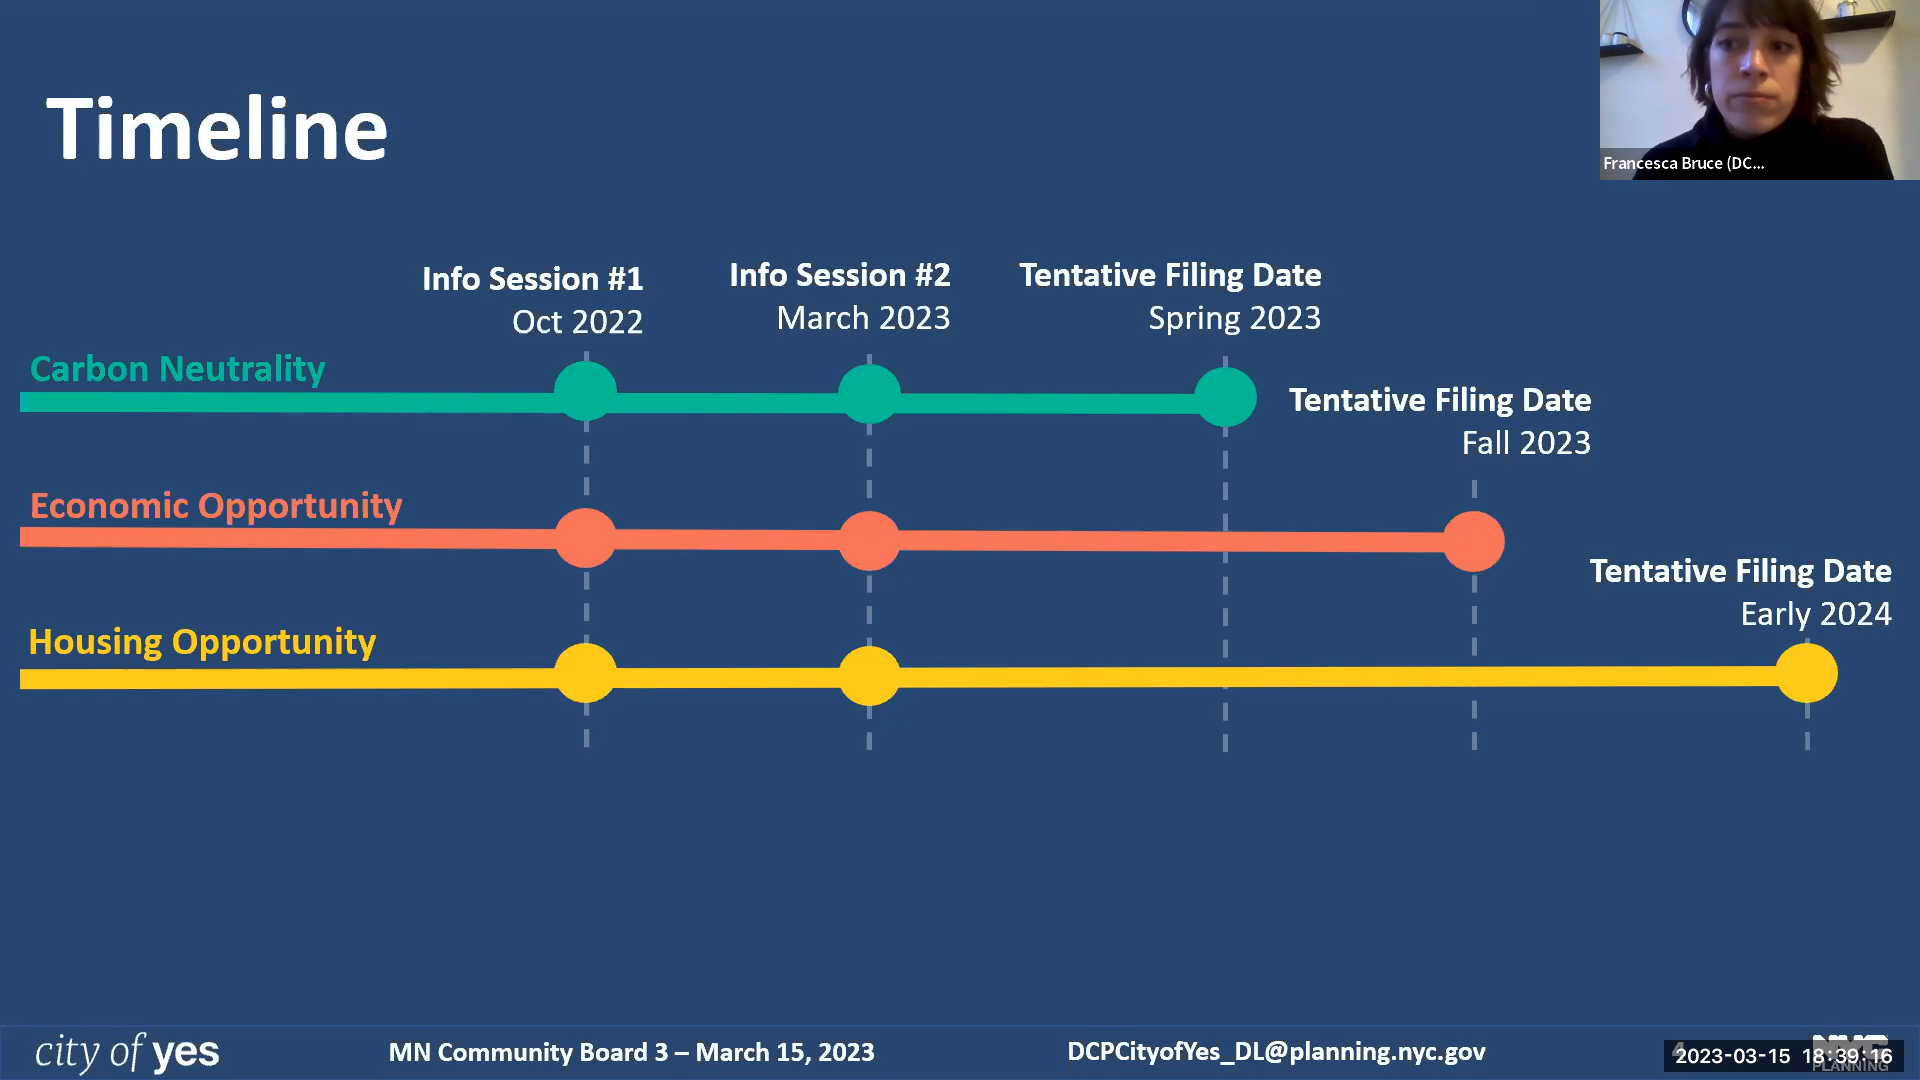 Timeline
Francesca Bruce (DC...
Info Session #1
Oct 2022
Info Session #2
March 2023
Tentative Filing Date
Spring 2023
Carbon Neutrality
Tentative Filing Date
Fall 2023
Economic Opportunity
Tentative Filing Date
Early 2024
Housing Opportunity
city of yes
MN Community Board 3 – March 15, 2023
DCPCityofYes_DL@planning.nyc.gov
2023-03-15 18:39:16
NYC
PLANNING